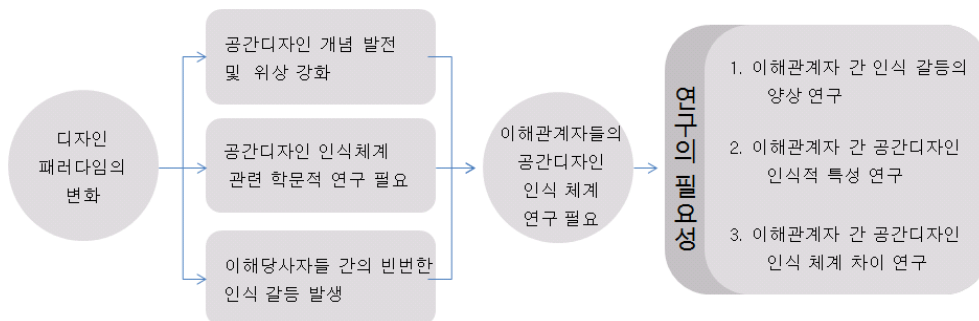 디자인
패러다임의
변화
공간디자인 개념 발전
및 위상 강화
공간디자인 인식체계
관련 학문적 연구 필요
이해당사자들 간의 빈번한
인식 갈등 발생
이해관계자들의
공간디자인
인식 체계
연구 필요
연구의 필요성
1. 이해관계자 간 인식 갈등의
양상 연구
2. 이해관계자 간 공간디자인
인식적 특성 연구
3. 이해관계자 간 공간디자인
인식 체계 차이 연구